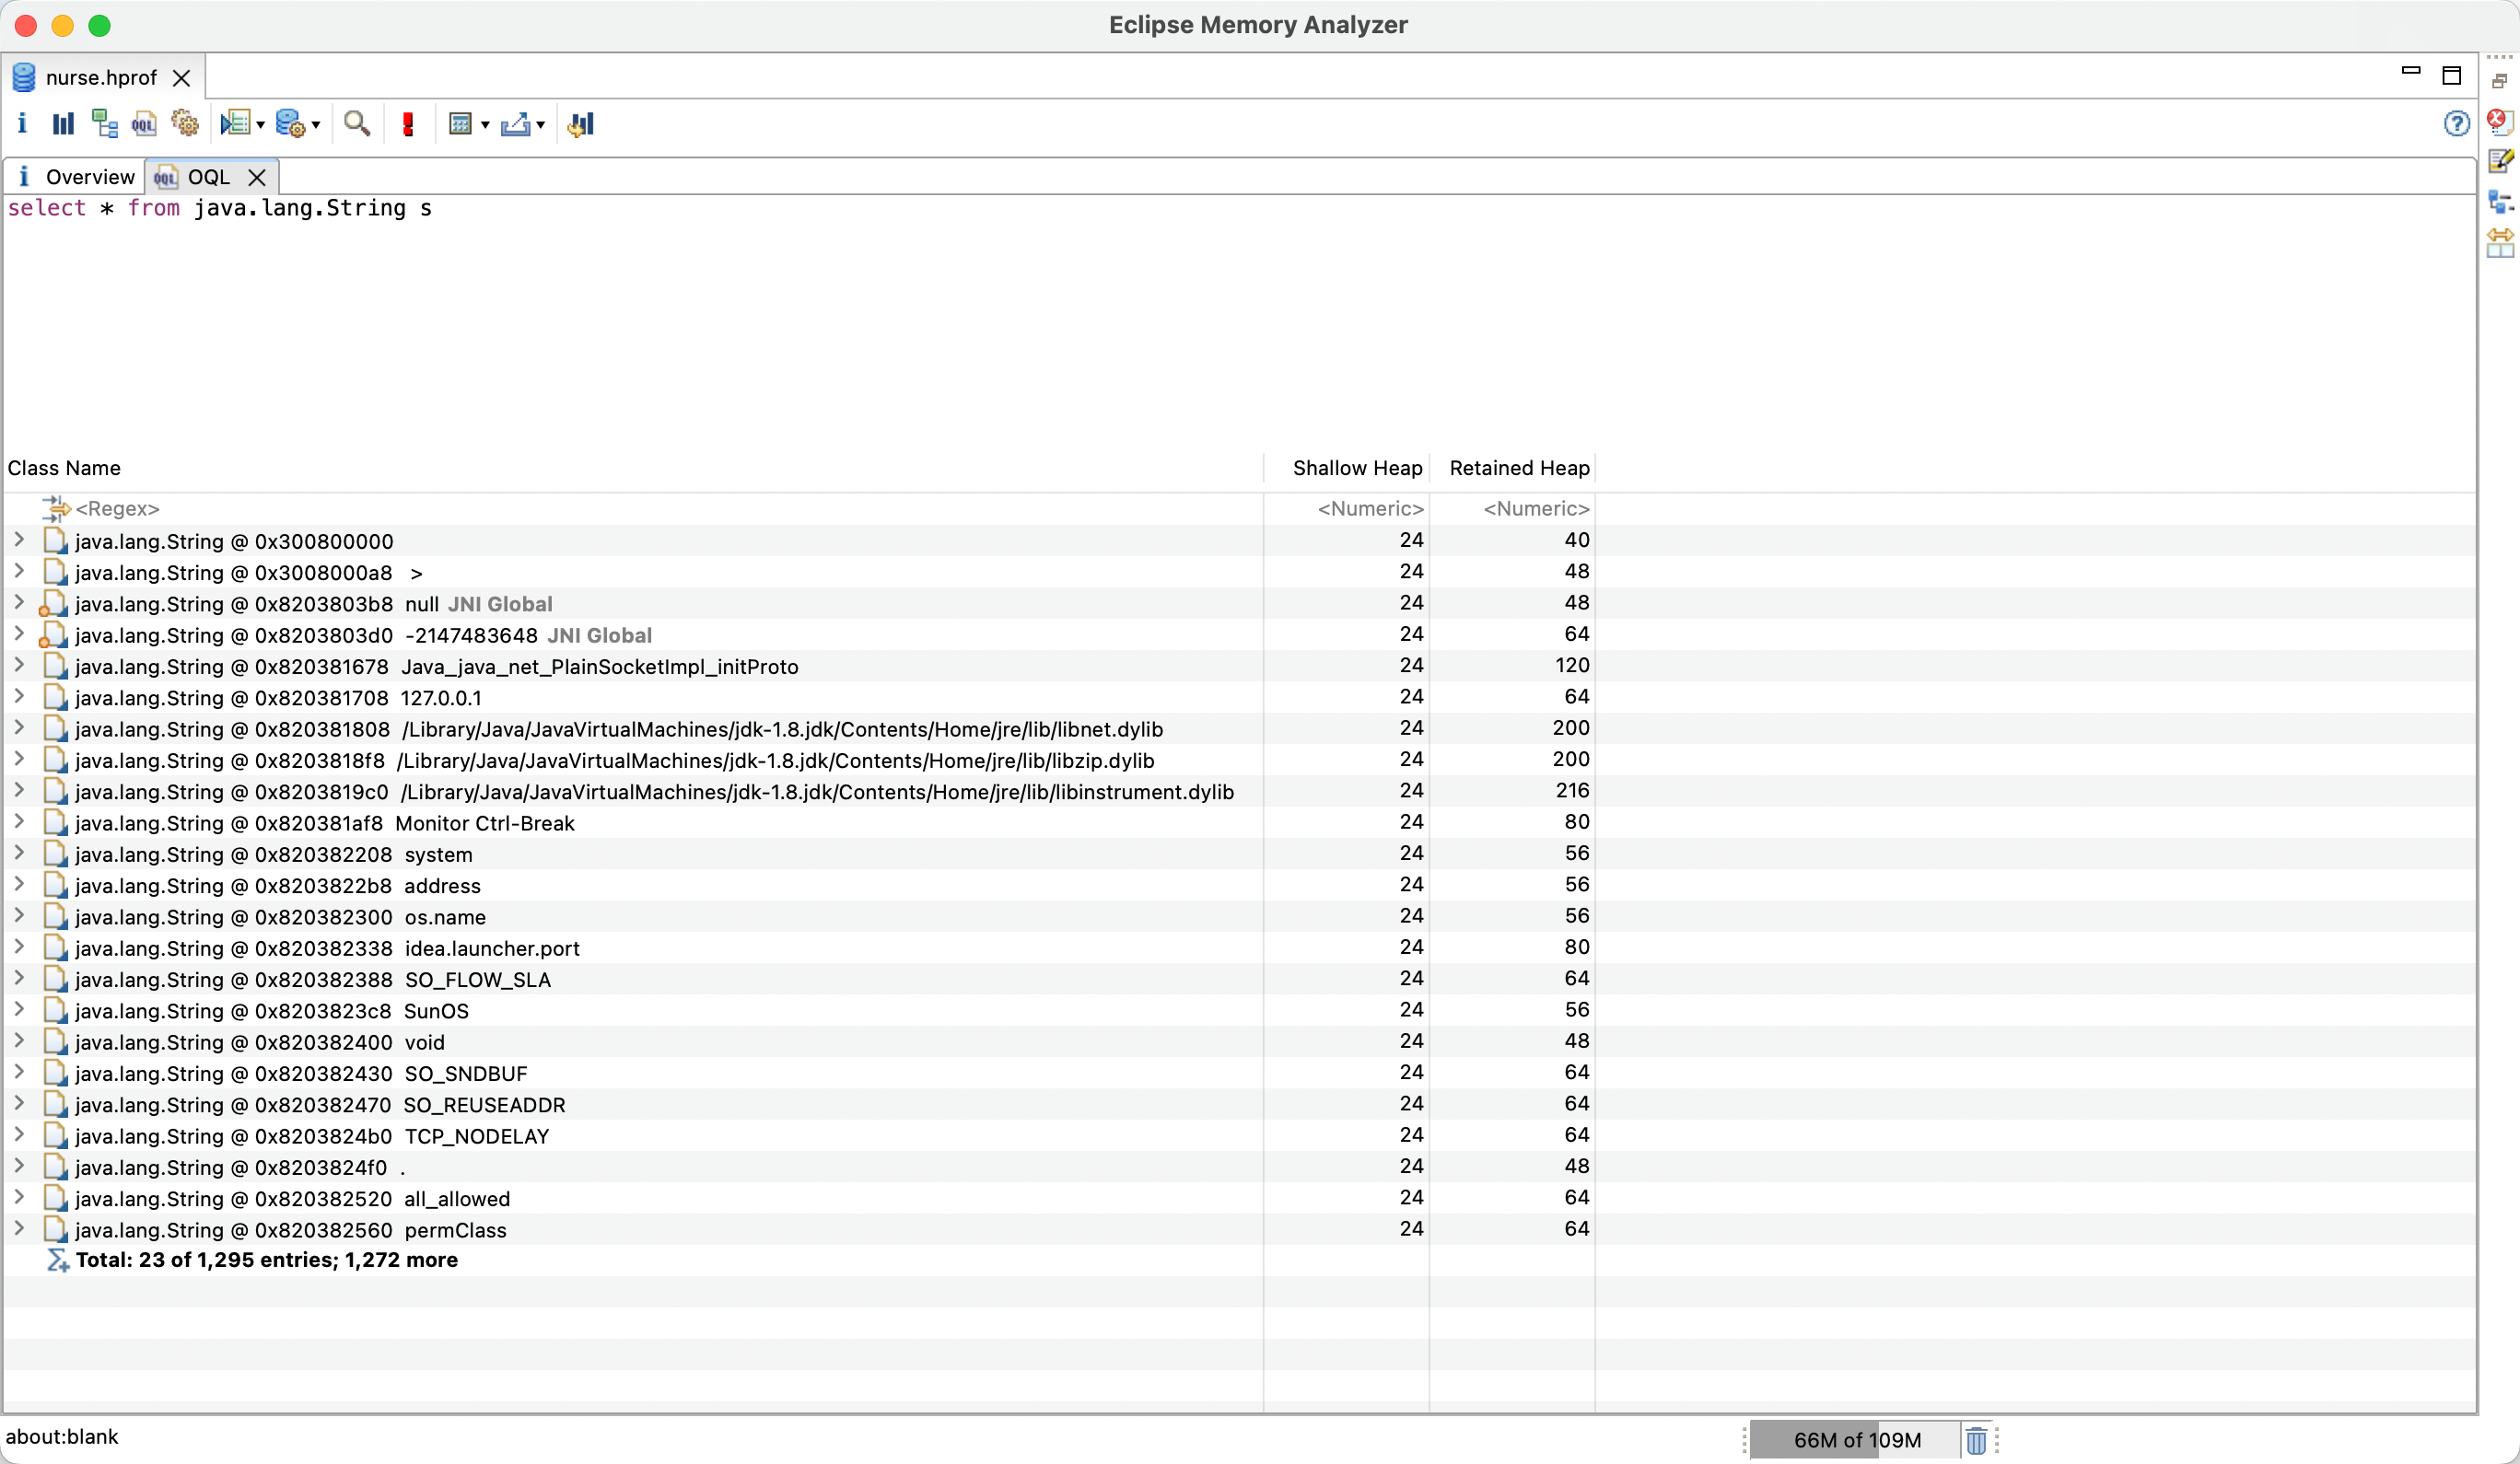 Eclipse Memory Analyzer
nurse.hprof
Overview OQL
select * from java.lang.String s
Class Name Shallow Heap Retained Heap
<Regex> <Numeric> <Numeric>
java.lang.String @ 0x300800000 24 40
java.lang.String @ 0x3008000a8 > 24 48
java.lang.String @ 0x8203803b8 null JNI Global 24 48
java.lang.String @ 0x8203803d0 -2147483648 JNI Global 24 64
java.lang.String @ 0x820381678 Java_java_net_PlainSocketImpl_initProto 24 120
java.lang.String @ 0x820381708 127.0.0.1 24 64
java.lang.String @ 0x820381808 /Library/Java/JavaVirtualMachines/jdk-1.8.jdk/Contents/Home/jre/lib/libnet.dylib 24 200
java.lang.String @ 0x8203818f8 /Library/Java/JavaVirtualMachines/jdk-1.8.jdk/Contents/Home/jre/lib/libzip.dylib 24 200
java.lang.String @ 0x8203819c0 /Library/Java/JavaVirtualMachines/jdk-1.8.jdk/Contents/Home/jre/lib/libinstrument.dylib 24 216
java.lang.String @ 0x820381af8 Monitor Ctrl-Break 24 80
java.lang.String @ 0x820382208 system 24 56
java.lang.String @ 0x8203822b8 address 24 56
java.lang.String @ 0x820382300 os.name 24 56
java.lang.String @ 0x820382338 idea.launcher.port 24 80
java.lang.String @ 0x820382388 SO_FLOW_SLA 24 64
java.lang.String @ 0x8203823c8 SunOS 24 56
java.lang.String @ 0x820382400 void 24 48
java.lang.String @ 0x820382430 SO_SNDBUF 24 64
java.lang.String @ 0x820382470 SO_REUSEADDR 24 64
java.lang.String @ 0x8203824b0 TCP_NODELAY 24 64
java.lang.String @ 0x8203824f0 . 24 48
java.lang.String @ 0x820382520 all_allowed 24 64
java.lang.String @ 0x820382560 permClass 24 64
Total: 23 of 1,295 entries; 1,272 more
about:blank 66M of 109M